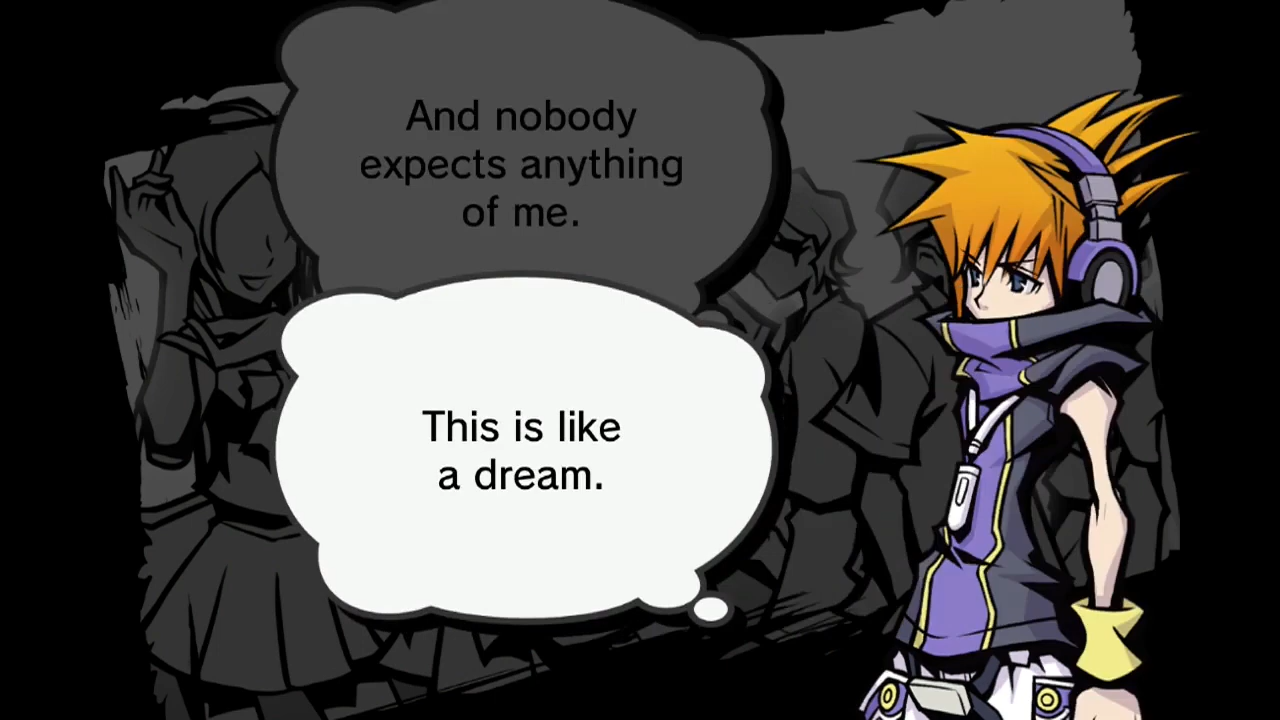 And nobody
expects anything
of me.
This is like
a dream.